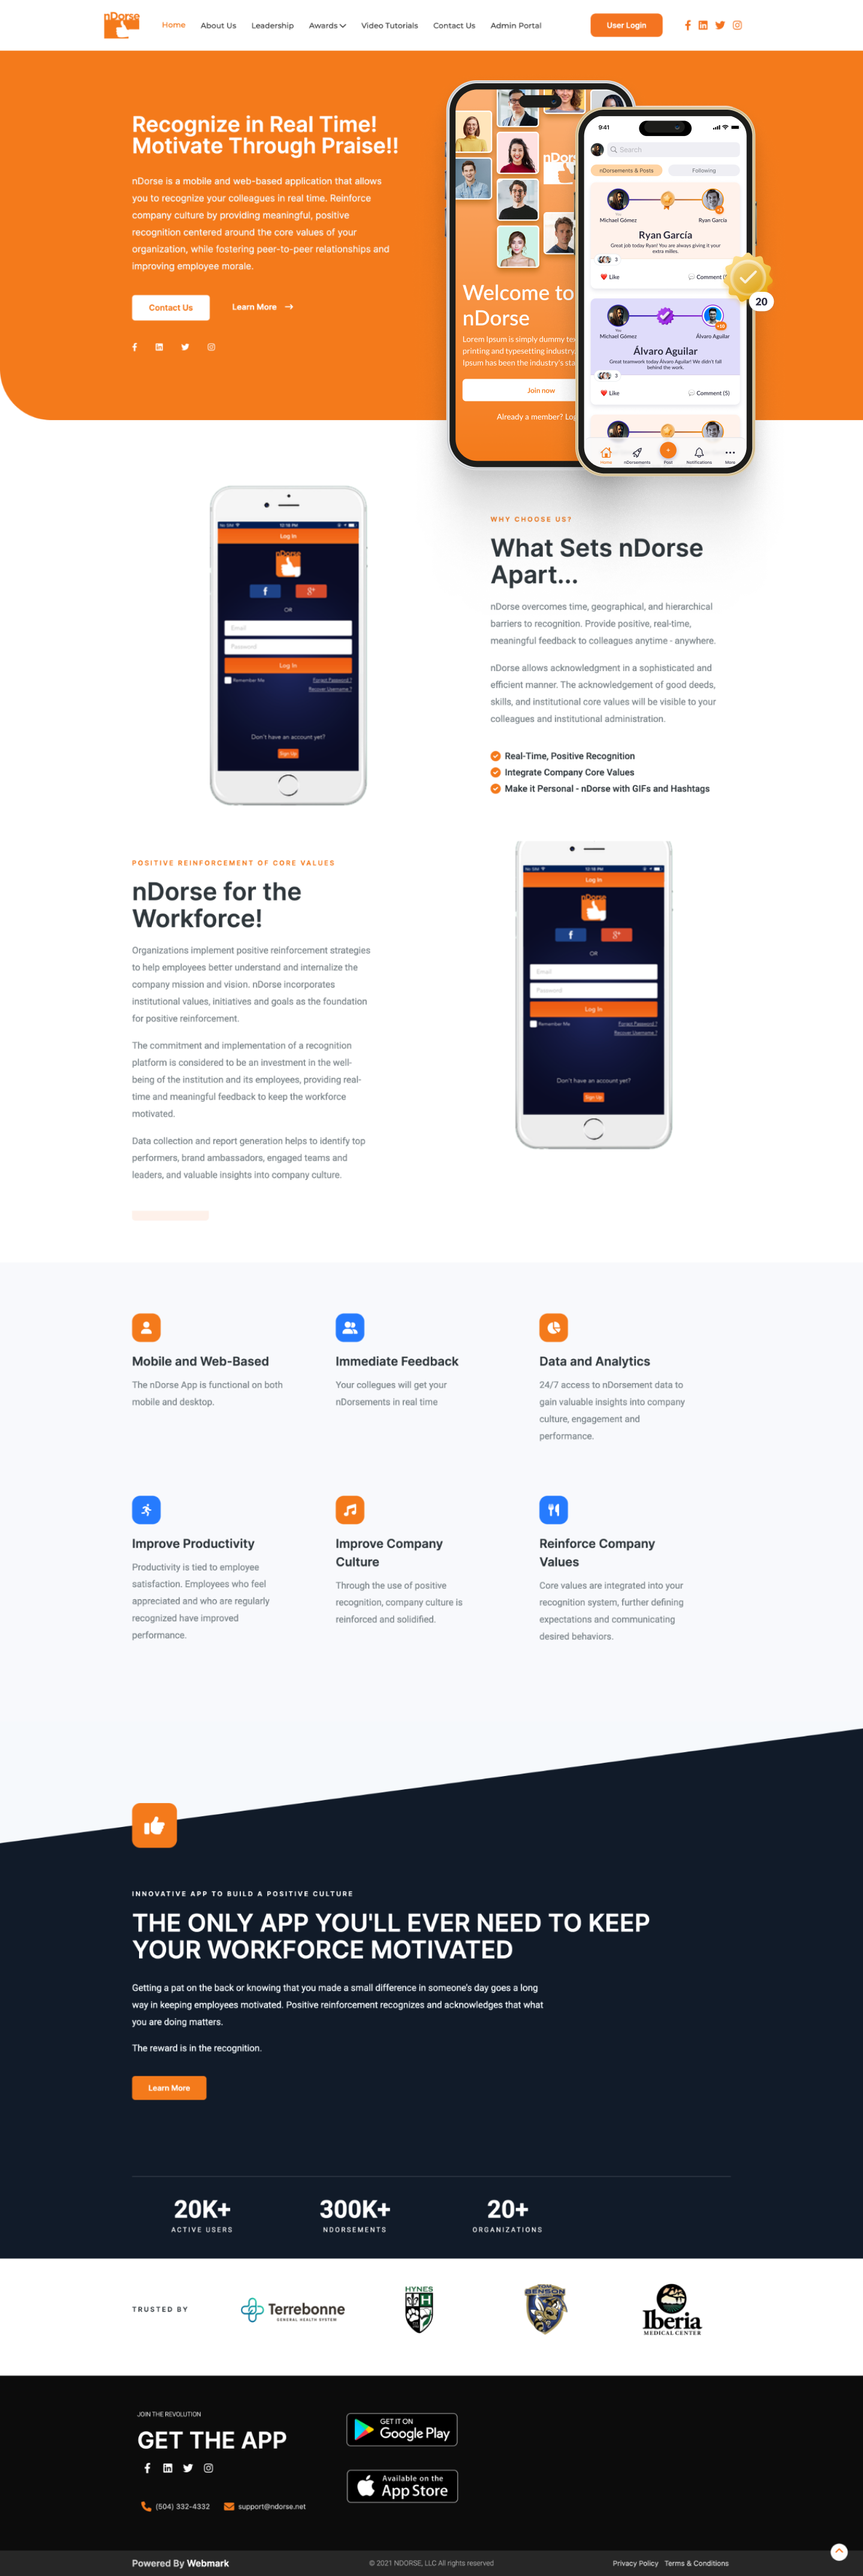 nDorse
Home
About Us
Leadership
Awards
Video Tutorials
Contact Us
Admin Portal
User Login
Recognize in Real Time!
Motivate Through Praise!!
nDorse is a mobile and web-based application that allows
you to recognize your colleagues in real time. Reinforce
company culture by providing meaningful, positive
recognition centered around the core values of your
organization, while fostering peer-to-peer relationships and
improving employee morale.
Contact Us
Learn More
Welcome to
nDorse
Lorem Ipsum is simply dummy
printing and typesetting industry.
Ipsum has been the industry's
Join now
Already a member?
9:41
Search
nDorsements & Posts
Following
You
Michael Gómez
+5
Ryan García
Ryan García
Great job today Ryan! You are always giving it your
extra miles.
3
Like
Comment
20
You
Michael Gómez
Álvaro Aguilar
Álvaro Aguilar
Great teamwork today Álvaro Aguilar! We didn't fall
behind the work.
3
Like
Comment (5)
Home
nDorsements
Post
Notifications
More
No SIM
12:16 PM
Log In
nDorse
f
g+
OR
Email
Password
Log In
Remember Me
Forgot Password ?
Recover Username ?
Don't have an account yet?
Sign Up
WHY CHOOSE US?
What Sets nDorse
Apart...
nDorse overcomes time, geographical, and hierarchical
barriers to recognition. Provide positive, real-time,
meaningful feedback to colleagues anytime - anywhere.
nDorse allows acknowledgment in a sophisticated and
efficient manner. The acknowledgement of good deeds,
skills, and institutional core values will be visible to your
colleagues and institutional administration.
Real-Time, Positive Recognition
Integrate Company Core Values
Make it Personal - nDorse with GIFs and Hashtags
POSITIVE REINFORCEMENT OF CORE VALUES
nDorse for the
Workforce!
Organizations implement positive reinforcement strategies
to help employees better understand and internalize the
company mission and vision. nDorse incorporates
institutional values, initiatives and goals as the foundation
for positive reinforcement.
The commitment and implementation of a recognition
platform is considered to be an investment in the well-
being of the institution and its employees, providing real-
time and meaningful feedback to keep the workforce
motivated.
Data collection and report generation helps to identify top
performers, brand ambassadors, engaged teams and
leaders, and valuable insights into company culture.
No SIM
12:16 PM
Log In
nDorse
f
g+
OR
Email
Password
Log In
Remember Me
Forgot Password ?
Recover Username ?
Don't have an account yet?
Sign Up
Mobile and Web-Based
The nDorse App is functional on both
mobile and desktop.
Immediate Feedback
Your collegues will get your
nDorsements in real time
Data and Analytics
24/7 access to nDorsement data to
gain valuable insights into company
culture, engagement and
performance.
Improve Productivity
Productivity is tied to employee
satisfaction. Employees who feel
appreciated and who are regularly
recognized have improved
performance.
Improve Company
Culture
Through the use of positive
recognition, company culture is
reinforced and solidified.
Reinforce Company
Values
Core values are integrated into your
recognition system, further defining
expectations and communicating
desired behaviors.
INNOVATIVE APP TO BUILD A POSITIVE CULTURE
THE ONLY APP YOU'LL EVER NEED TO KEEP
YOUR WORKFORCE MOTIVATED
Getting a pat on the back or knowing that you made a small difference in someone's day goes a long
way in keeping employees motivated. Positive reinforcement recognizes and acknowledges that what
you are doing matters.
The reward is in the recognition.
Learn More
20K+
ACTIVE USERS
300K+
NDORSEMENTS
20+
ORGANIZATIONS
TRUSTED BY
Terrebonne
GENERAL HEALTH SYSTEM
HYNES
H
TOM
BENSON
Iberia
MEDICAL CENTER
JOIN THE REVOLUTION
GET THE APP
(504) 332-4332
support@ndorse.net
GET IT ON
Google Play
Available on the
App Store
Powered By Webmark
© 2021 NDORSE, LLC All rights reserved
Privacy Policy
Terms & Conditions